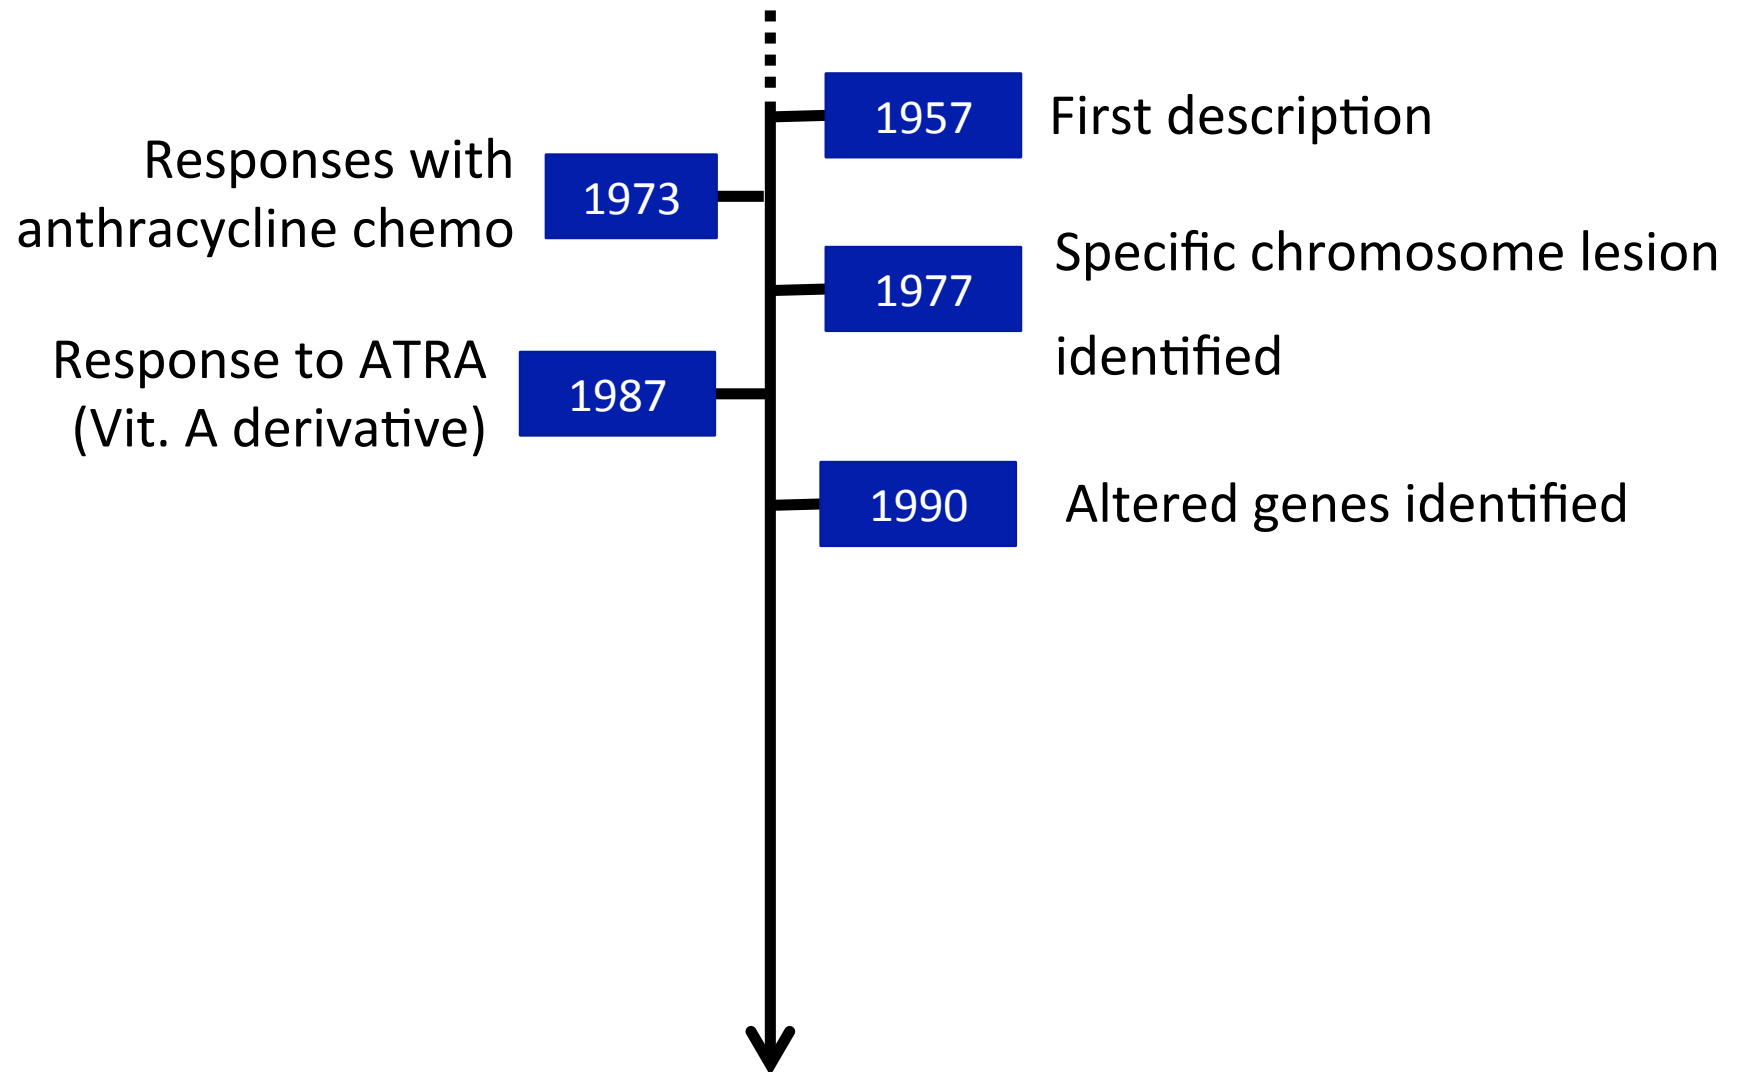 1957
First description
Responses with
anthracycline chemo
1973
1977
Specific chromosome lesion
identified
Response to ATRA
(Vit. A derivative)
1987
1990
Altered genes identified